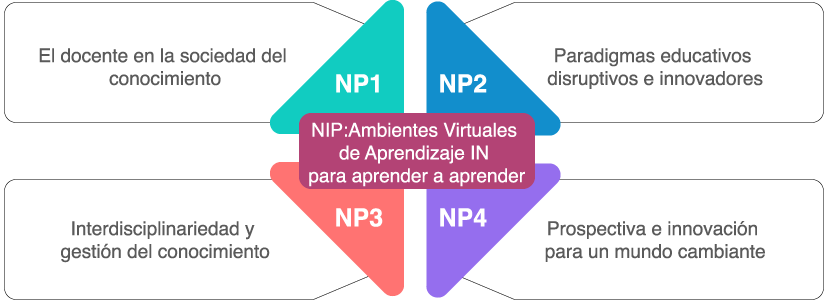 El docente en la sociedad del
conocimiento
NP1
NP2
Paradigmas educativos
disruptivos e innovadores
NIP:Ambientes Virtuales
de Aprendizaje IN
para aprender a aprender
Interdisciplinariedad y
gestión del conocimiento
NP3
NP4
Prospectiva e innovación
para un mundo cambiante